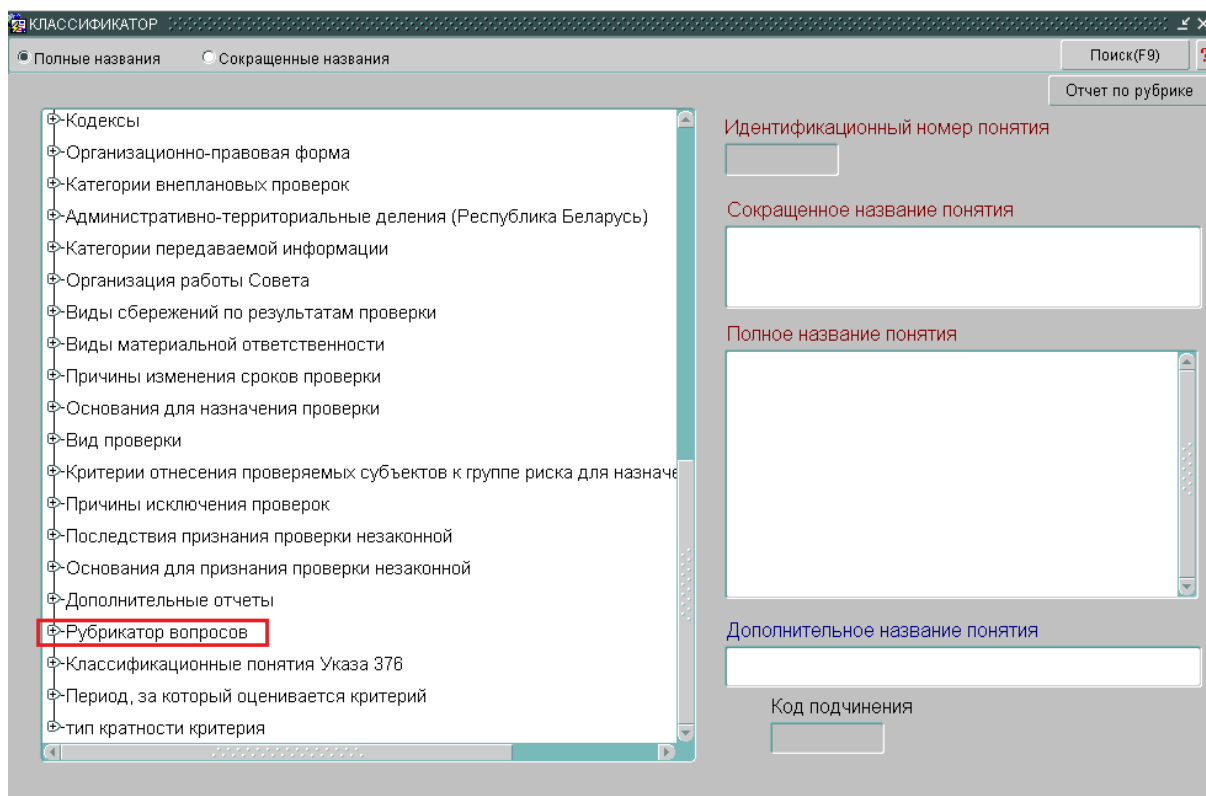 КЛАССИФИКАТОР
Полные названия Сокращенные названия Поиск(F9) ?
Отчет по рубрике
Кодексы
Организационно-правовая форма
Категории внеплановых проверок
Административно-территориальные деления (Республика Беларусь)
Категории передаваемой информации
Организация работы Совета
Виды сбережений по результатам проверки
Виды материальной ответственности
Причины изменения сроков проверки
Основания для назначения проверки
Вид проверки
Критерии отнесения проверяемых субъектов к группе риска для назначе
Причины исключения проверок
Последствия признания проверки незаконной
Основания для признания проверки незаконной
Дополнительные отчеты
Рубрикатор вопросов
Классификационные понятия Указа 376
Период, за который оценивается критерий
тип кратности критерия
Идентификационный номер понятия
Сокращенное название понятия
Полное название понятия
Дополнительное название понятия
Код подчинения